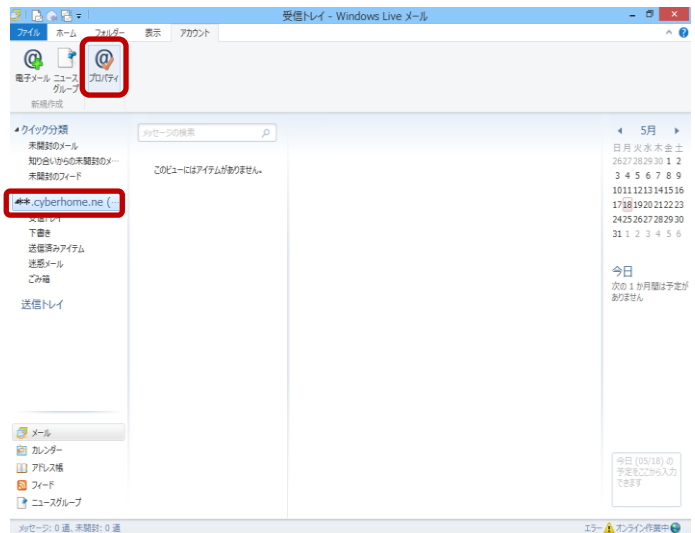 受信トレイ - Windows Live メール
ファイル ホーム フォルダー 表示 アカウント
電子メール ニュース グループ プロパティ
新規作成
クイック分類
未開封のメール
知り合いからの未開封のメ…
未開封のフィード
**.cyberhome.ne (…
受信トレイ
下書き
送信済みアイテム
迷惑メール
ごみ箱
送信トレイ
メール
カレンダー
アドレス帳
フィード
ニュースグループ
メッセージの検索
このビューにはアイテムがありません。
5月
日 月 火 水 木 金 土
26 27 28 29 30 1 2
3 4 5 6 7 8 9
10 11 12 13 14 15 16
17 18 19 20 21 22 23
24 25 26 27 28 29 30
31 1 2 3 4 5 6
今日
次の 1 か月間は予定が
ありません
今日 (05/18) の
予定をここから入力
できます
メッセージ: 0 通、未開封: 0 通
エラー オンライン作業中